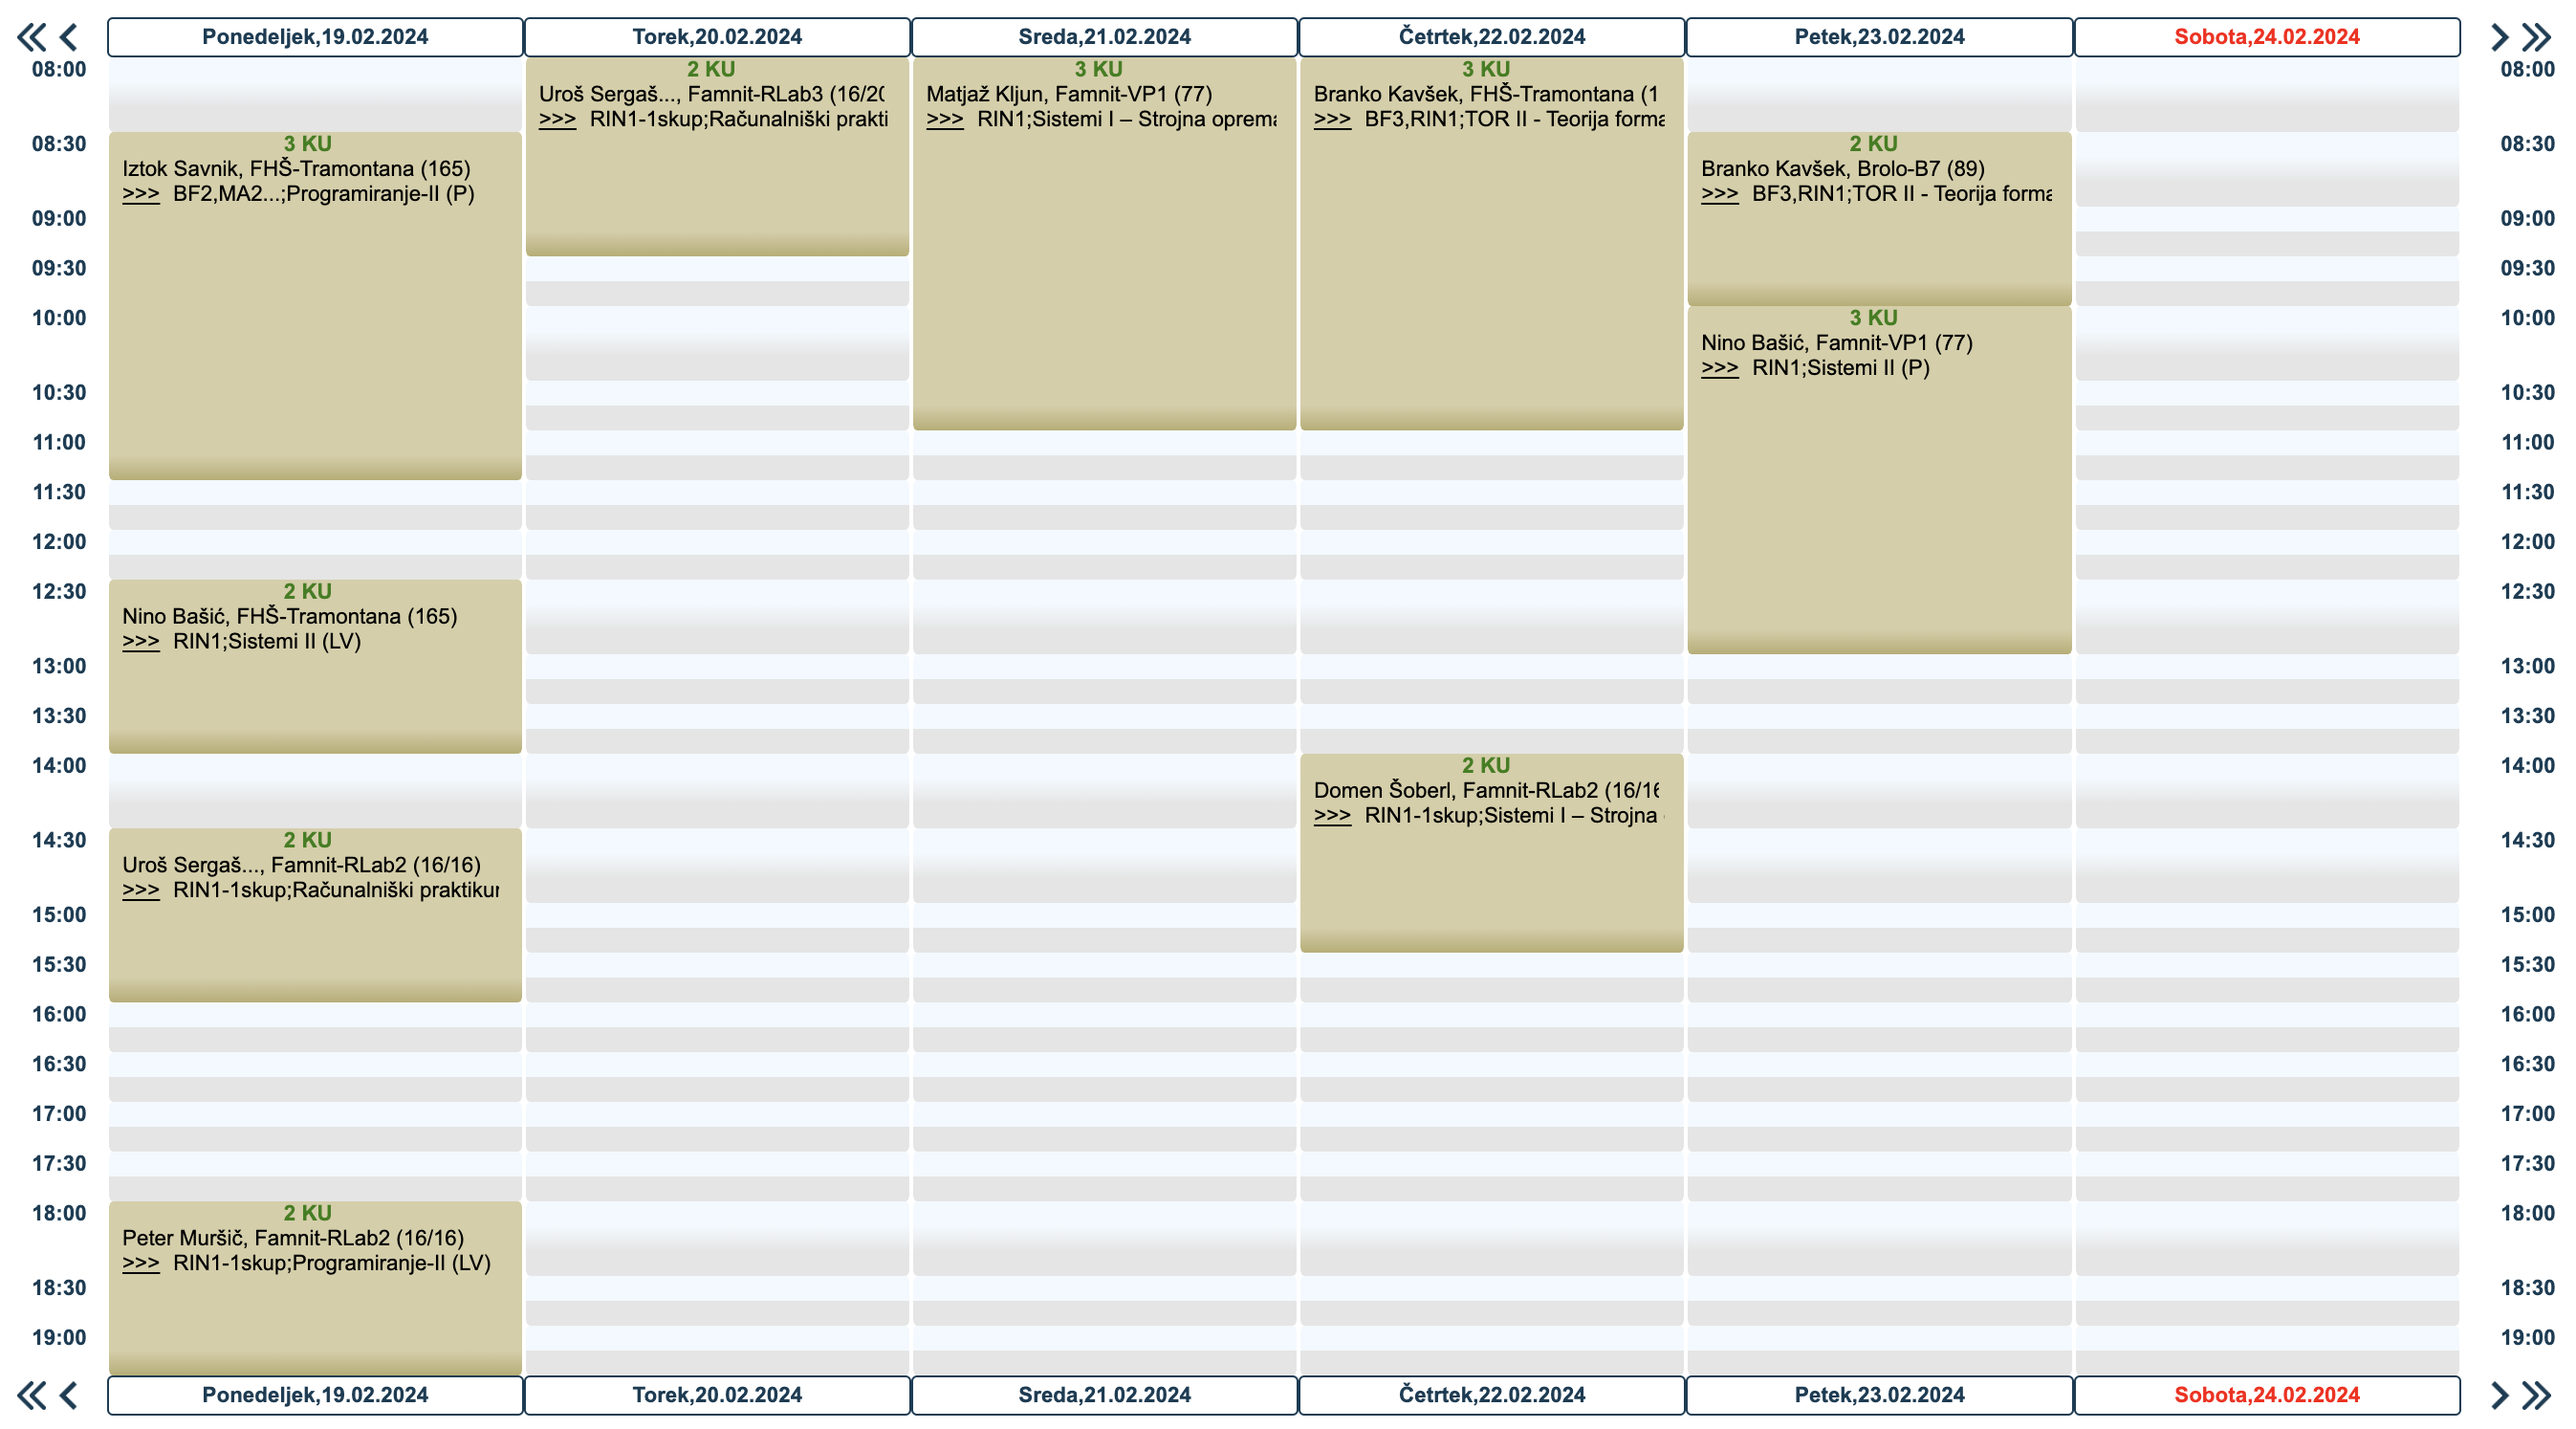 Ponedeljek,19.02.2024
Torek,20.02.2024
Sreda,21.02.2024
Četrtek,22.02.2024
Petek,23.02.2024
Sobota,24.02.2024
08:00
08:30
09:00
09:30
10:00
10:30
11:00
11:30
12:00
12:30
13:00
13:30
14:00
14:30
15:00
15:30
16:00
16:30
17:00
17:30
18:00
18:30
19:00
3 KU
Iztok Savnik, FHŠ-Tramontana (165)
>>> BF2,MA2...;Programiranje-II (P)
2 KU
Nino Bašić, FHŠ-Tramontana (165)
>>> RIN1;Sistemi II (LV)
2 KU
Uroš Sergaš..., Famnit-RLab2 (16/16)
>>> RIN1-1skup;Računalniški
2 KU
Peter Muršič, Famnit-RLab2 (16/16)
>>> RIN1-1skup;Programiranje-II (LV)
2 KU
Uroš Sergaš..., Famnit-RLab3 (16/20
>>> RIN1-1skup;Računalniški prakti
3 KU
Matjaž Kljun, Famnit-VP1 (77)
>>> RIN1;Sistemi I – Strojna oprema
3 KU
Branko Kavšek, FHŠ-Tramontana (1
>>> BF3,RIN1;TOR II - Teorija forma
2 KU
Domen Šoberl, Famnit-RLab2 (16/16
>>> RIN1-1skup;Sistemi I – Strojna
2 KU
Branko Kavšek, Brolo-B7 (89)
>>> BF3,RIN1;TOR II - Teorija forma
3 KU
Nino Bašić, Famnit-VP1 (77)
>>> RIN1;Sistemi II (P)
08:00
08:30
09:00
09:30
10:00
10:30
11:00
11:30
12:00
12:30
13:00
13:30
14:00
14:30
15:00
15:30
16:00
16:30
17:00
17:30
18:00
18:30
19:00
Ponedeljek,19.02.2024
Torek,20.02.2024
Sreda,21.02.2024
Četrtek,22.02.2024
Petek,23.02.2024
Sobota,24.02.2024